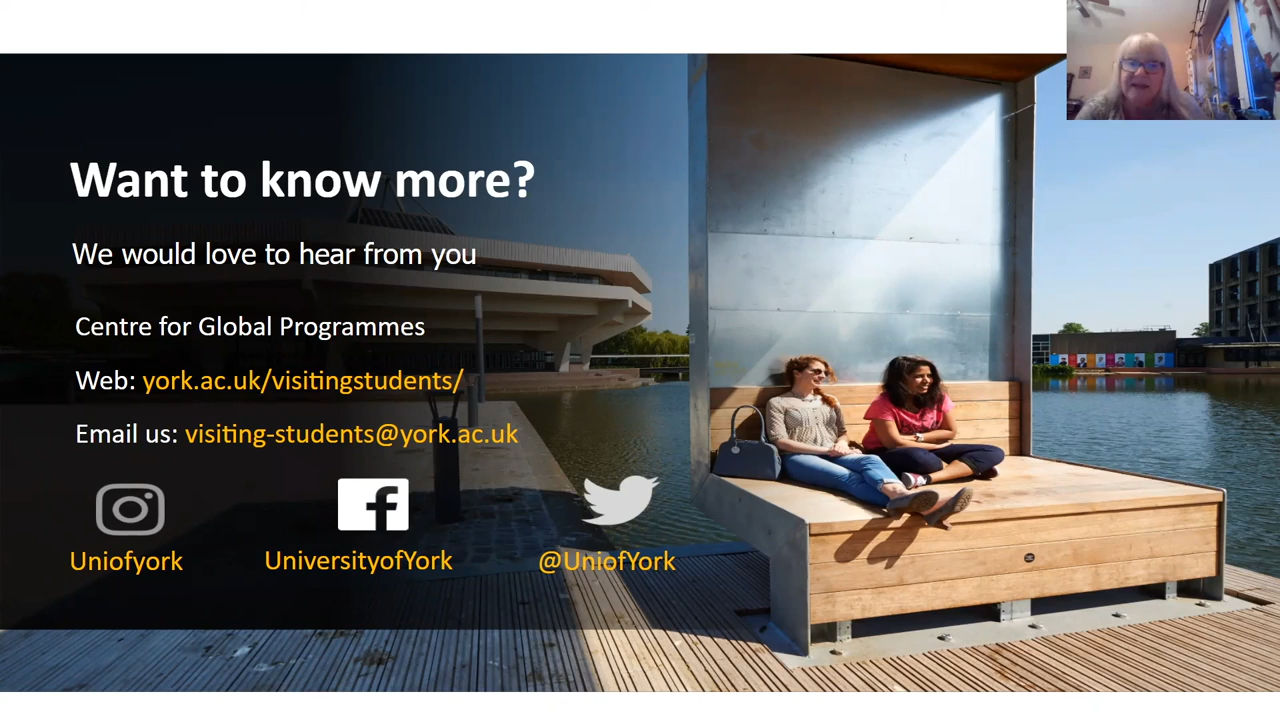 Want to know more?
We would love to hear from you
Centre for Global Programmes
Web: york.ac.uk/visitingstudents/
Email us: visiting-students@york.ac.uk
Uniofyork
UniversityofYork
@UniofYork